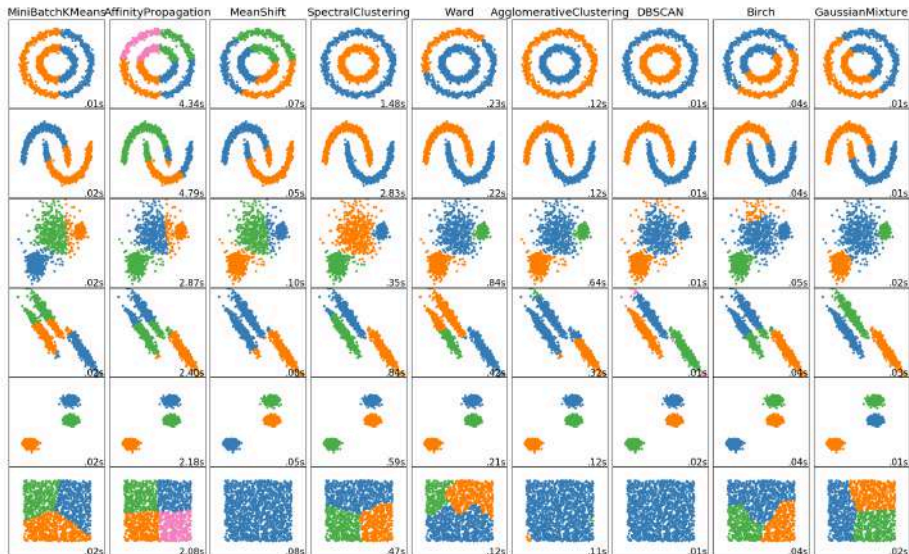 MiniBatchKMeans AffinityPropagation MeanShift SpectralClustering Ward AgglomerativeClustering DBSCAN Birch GaussianMixture
.01s 4.34s .07s 1.48s .23s .12s .01s .04s .01s
.02s 4.79s .05s 2.83s .22s .12s .01s .04s .01s
.02s 2.87s .10s .35s .84s .64s .01s .05s .02s
.02s 2.40s .84s .42s .32s .01s .04s .03s
.02s 2.18s .05s .59s .21s .12s .02s .04s .01s
.02s 2.08s .08s .47s .12s .11s .01s .04s .02s